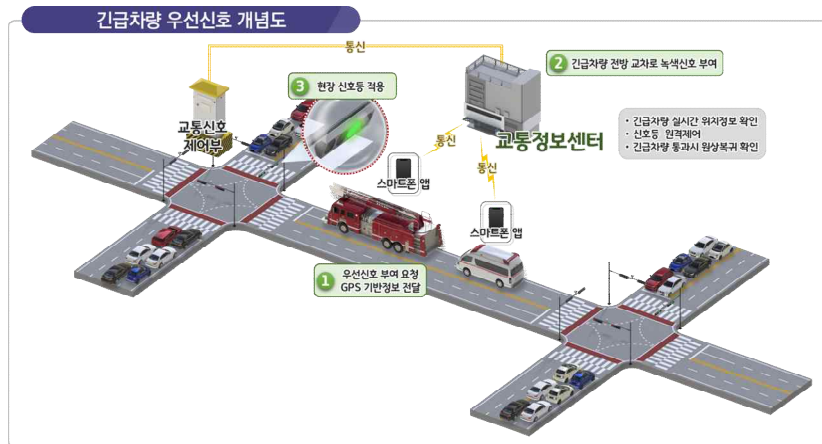 긴급차량 우선신호 개념도
통신
2 긴급차량 전방 교차로 녹색신호 부여
3 현장 신호등 적용
• 긴급차량 실시간 위치정보 확인
• 신호등 원격제어
• 긴급차량 통과시 원상복귀 확인
교통신호
제어부
교통정보센터
통신
통신
스마트폰 앱
스마트폰 앱
1 우선신호 부여 요청
GPS 기반정보 전달